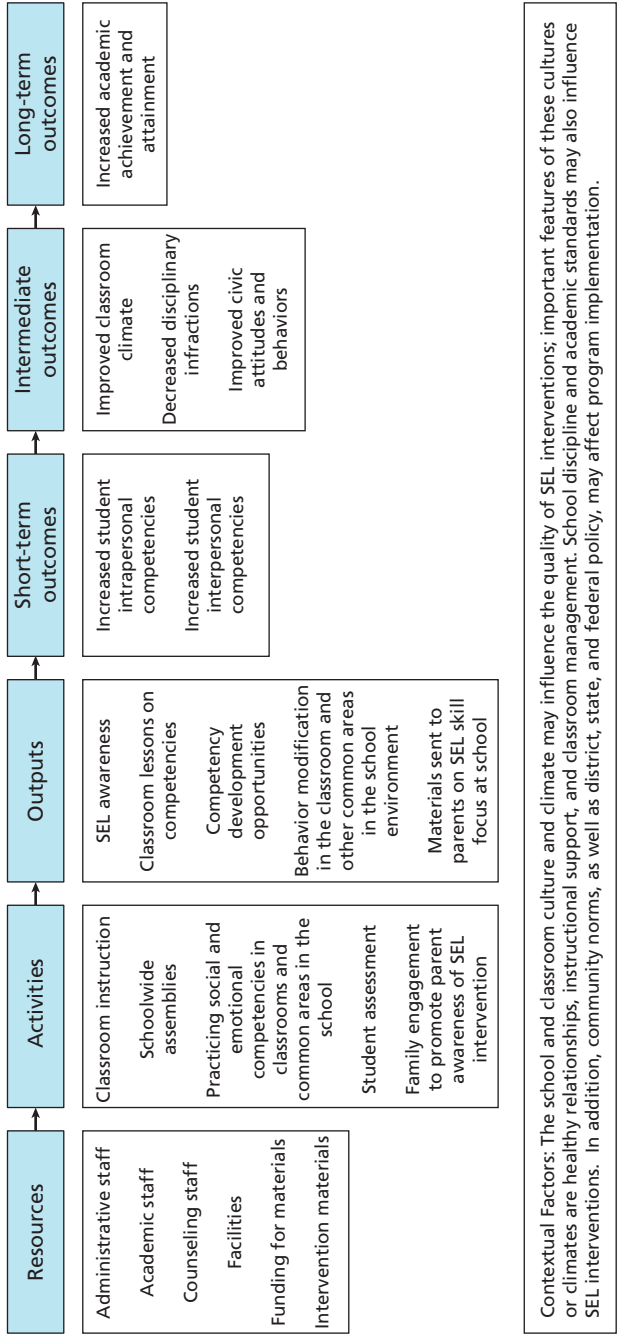 Resources
Administrative staff
Academic staff
Counseling staff
Facilities
Funding for materials
Intervention materials
Activities
Classroom instruction
Schoolwide
assemblies
Practicing social and
emotional
competencies in
classrooms and
common areas in the
school
Student assessment
Family engagement
to promote parent
awareness of SEL
intervention
Outputs
SEL awareness
Classroom lessons on
competencies
Competency
development
opportunities
Behavior modification
in the classroom and
other common areas
in the school
environment
Materials sent to
parents on SEL skill
focus at school
Short-term
outcomes
Increased student
intrapersonal
competencies
Increased student
interpersonal
competencies
Intermediate
outcomes
Improved classroom
climate
Decreased disciplinary
infractions
Improved civic
attitudes and
behaviors
Long-term
outcomes
Increased academic
achievement and
attainment
Contextual Factors: The school and classroom culture and climate may influence the quality of SEL interventions; important features of these cultures
or climates are healthy relationships, instructional support, and classroom management. School discipline and academic standards may also influence
SEL interventions. In addition, community norms, as well as district, state, and federal policy, may affect program implementation.